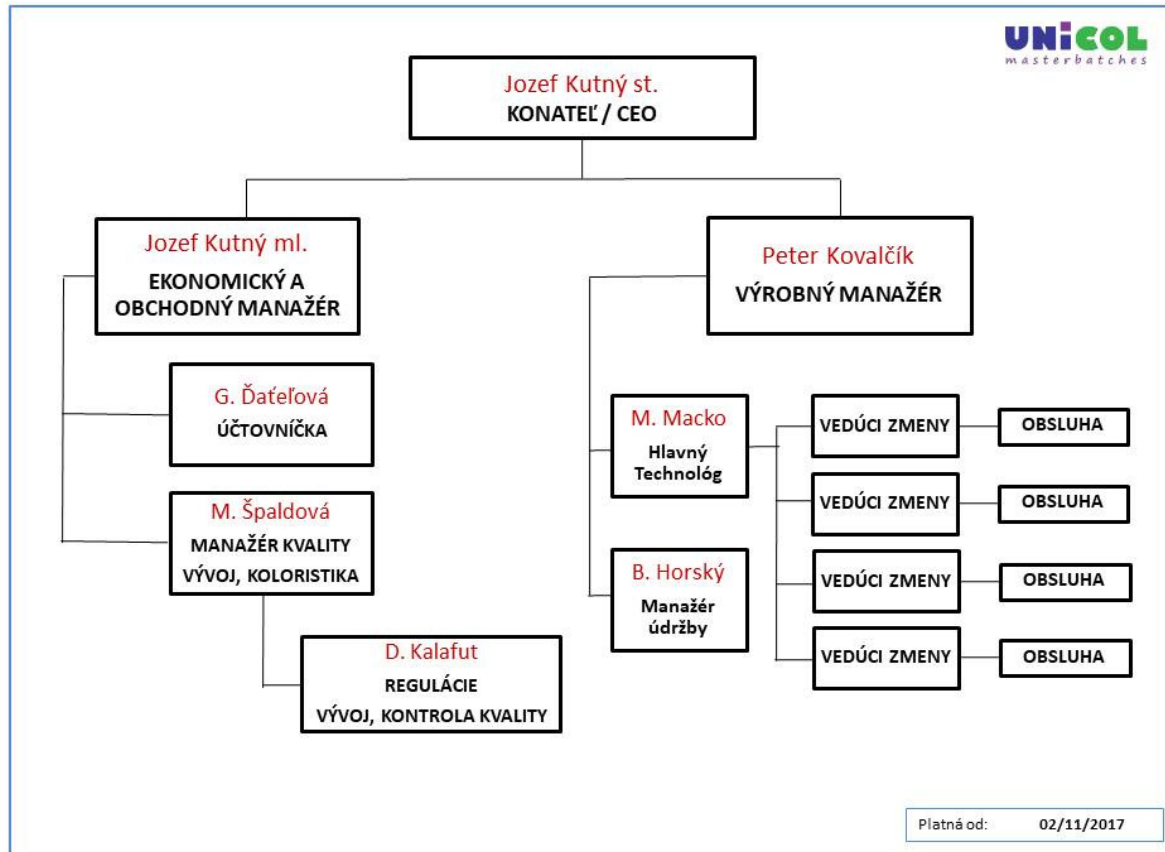 UNiCOL
masterbatches
Jozef Kutný st.
KONATEĽ / CEO
Jozef Kutný ml.
EKONOMICKÝ A
OBCHODNÝ MANAŽÉR
Peter Kovalčík
VÝROBNÝ MANAŽÉR
G. Ďaťeľová
ÚČTOVNÍČKA
M. Špaldová
MANAŽÉR KVALITY
VÝVOJ, KOLORISTIKA
D. Kalafut
REGULÁCIE
VÝVOJ, KONTROLA KVALITY
M. Macko
Hlavný
Technológ
B. Horský
Manažér
údržby
VEDÚCI ZMENY
OBSLUHA
VEDÚCI ZMENY
OBSLUHA
VEDÚCI ZMENY
OBSLUHA
VEDÚCI ZMENY
OBSLUHA
Platná od: 02/11/2017